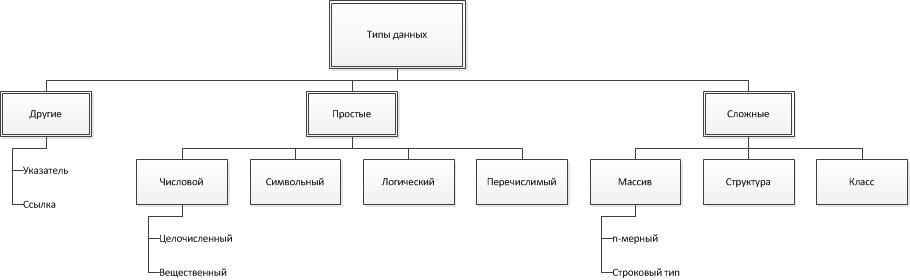 Типы данных
Другие
Простые
Сложные
Указатель
Ссылка
Числовой
Символьный
Логический
Перечислимый
Массив
Структура
Класс
Целочисленный
Вещественный
n-мерный
Строковый тип